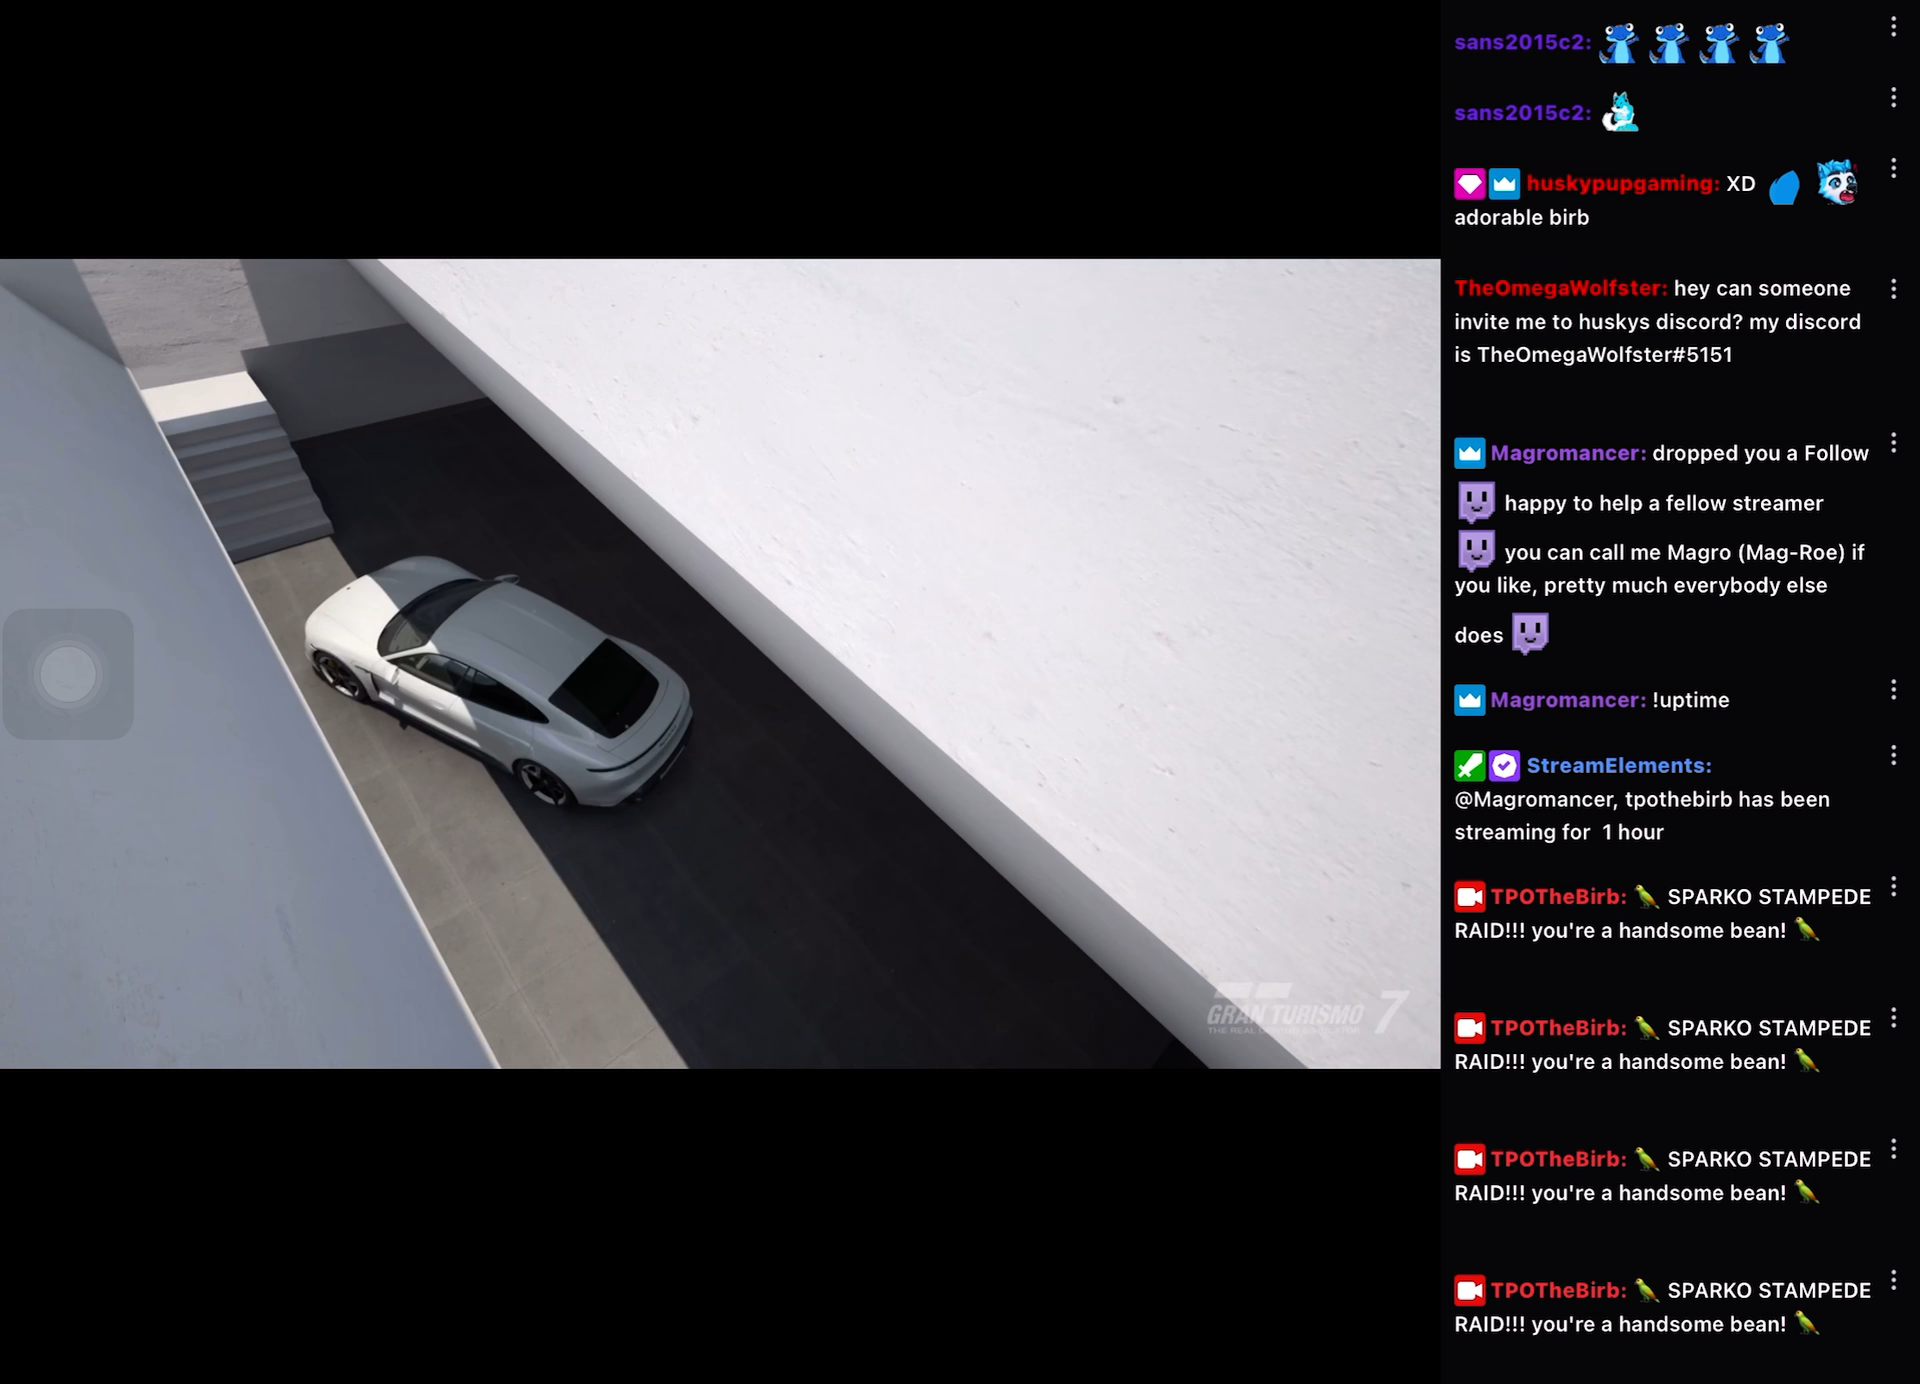 sans2015c2:
sans2015c2:
huskypupgaming: XD
adorable birb
TheOmegaWolfster: hey can someone
invite me to huskys discord? my discord
is TheOmegaWolfster#5151
Magromancer: dropped you a Follow
happy to help a fellow streamer
you can call me Magro (Mag-Roe) if
you like, pretty much everybody else
does
Magromancer: !uptime
StreamElements:
@Magromancer, tpothebirb has been
streaming for 1 hour
TPOTheBirb: 🦜 SPARKO STAMPEDE
RAID!!! you're a handsome bean! 🦜
TPOTheBirb: 🦜 SPARKO STAMPEDE
RAID!!! you're a handsome bean! 🦜
TPOTheBirb: 🦜 SPARKO STAMPEDE
RAID!!! you're a handsome bean! 🦜
TPOTheBirb: 🦜 SPARKO STAMPEDE
RAID!!! you're a handsome bean! 🦜
GRAN TURISMO 7
THE REAL DRIVING SIMULATOR